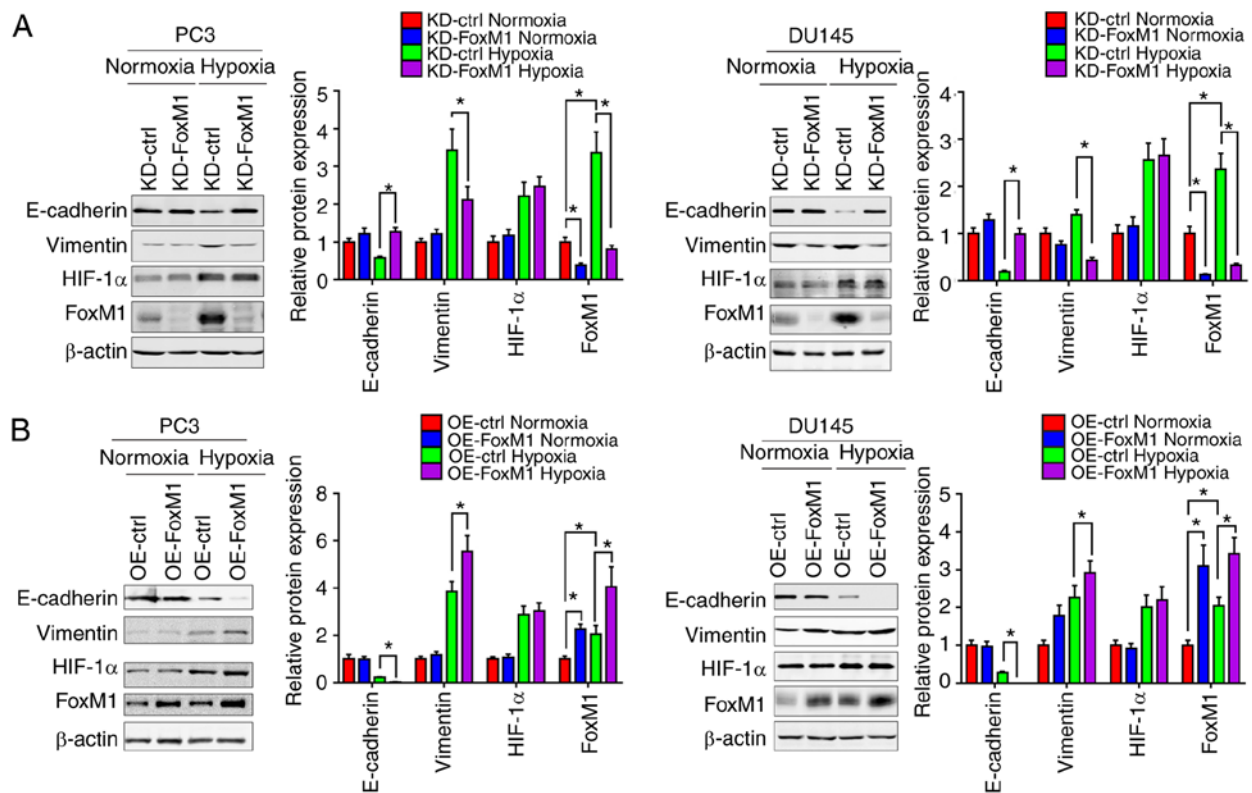 A
PC3
Normoxia Hypoxia
KD-ctrl
KD-FoxM1
KD-ctrl
KD-FoxM1
E-cadherin
Vimentin
HIF-1α
FoxM1
β-actin
KD-ctrl Normoxia
KD-FoxM1 Normoxia
KD-ctrl Hypoxia
KD-FoxM1 Hypoxia
Relative protein expression
5
4
3
2
1
0
* * * * *
E-cadherin
Vimentin
HIF-1α
FoxM1
DU145
Normoxia Hypoxia
KD-ctrl
KD-FoxM1
KD-ctrl
KD-FoxM1
E-cadherin
Vimentin
HIF-1α
FoxM1
β-actin
KD-ctrl Normoxia
KD-FoxM1 Normoxia
KD-ctrl Hypoxia
KD-FoxM1 Hypoxia
Relative protein expression
4
3
2
1
0
* * * * *
E-cadherin
Vimentin
HIF-1α
FoxM1
B
PC3
Normoxia Hypoxia
OE-ctrl
OE-FoxM1
OE-ctrl
OE-FoxM1
E-cadherin
Vimentin
HIF-1α
FoxM1
β-actin
OE-ctrl Normoxia
OE-FoxM1 Normoxia
OE-ctrl Hypoxia
OE-FoxM1 Hypoxia
Relative protein expression
8
6
4
2
0
* * * * *
E-cadherin
Vimentin
HIF-1α
FoxM1
DU145
Normoxia Hypoxia
OE-ctrl
OE-FoxM1
OE-ctrl
OE-FoxM1
E-cadherin
Vimentin
HIF-1α
FoxM1
β-actin
OE-ctrl Normoxia
OE-FoxM1 Normoxia
OE-ctrl Hypoxia
OE-FoxM1 Hypoxia
Relative protein expression
5
4
3
2
1
0
* * * * *
E-cadherin
Vimentin
HIF-1α
FoxM1